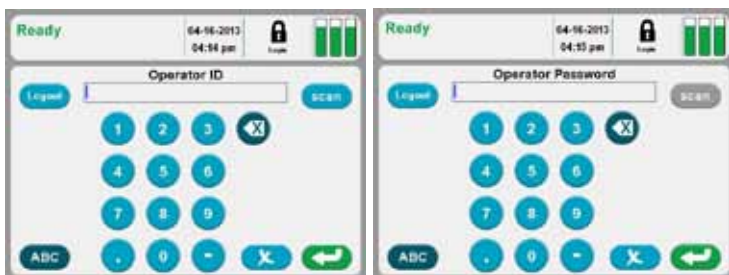 Ready
04-16-2013
04:14 pm
Login
Operator ID
Logout
scan
1 2 3 X
4 5 6
7 8 9
ABC . 0 -
Ready
04-16-2013
04:15 pm
Login
Operator Password
Logout
scan
1 2 3 X
4 5 6
7 8 9
ABC . 0 -